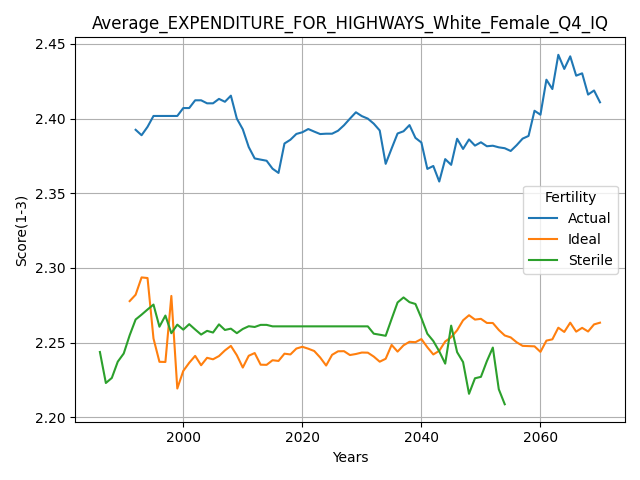 Average_EXPENDITURE_FOR_HIGHWAYS_White_Female_Q4_IQ
2.45
2.40
2.35
2.30
2.25
2.20
Score(1-3)
Fertility
Actual
Ideal
Sterile
2000 2020 2040 2060
Years